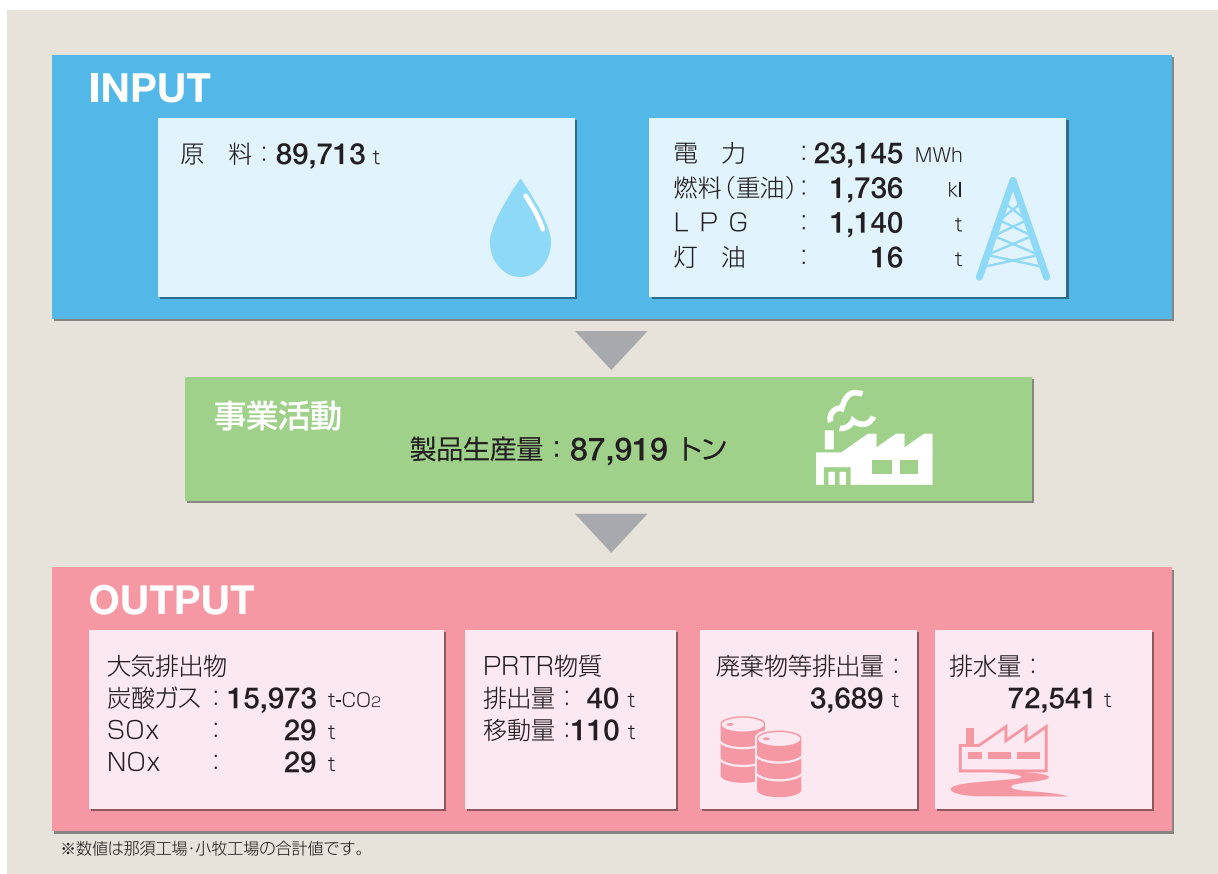 INPUT
原　料：89,713 t
電　力　：23,145 MWh
燃料（重油）： 1,736 kl
ＬＰＧ　： 1,140 t
灯　油　： 16 t
事業活動
製品生産量：87,919 トン
OUTPUT
大気排出物
炭酸ガス：15,973 t-CO₂
SOx　： 29 t
NOx　： 29 t
PRTR物質
排出量： 40 t
移動量：110 t
廃棄物等排出量：
3,689 t
排水量：
72,541 t
※数値は那須工場・小牧工場の合計値です。